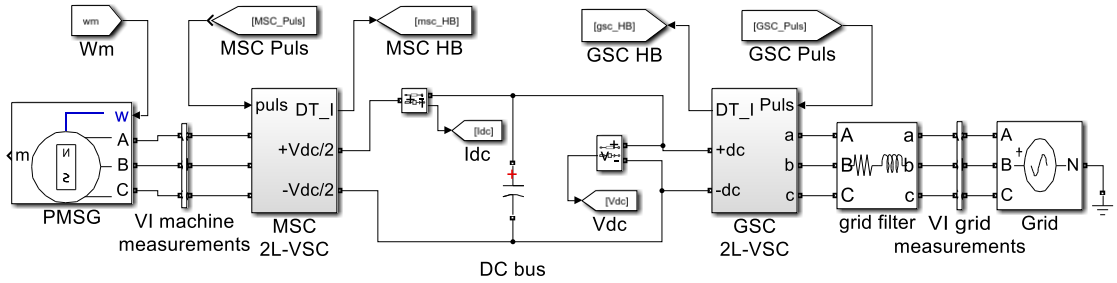 wm
Wm
[MSC_Puls]
MSC Puls
[msc_HB]
MSC HB
[gsc_HB]
GSC HB
[GSC_Puls]
GSC Puls
m
w
A
B
C
N
S
PMSG
VI machine
measurements
puls
DT_I
+Vdc/2
-Vdc/2
MSC
2L-VSC
[Idc]
Idc
+
DC bus
+
-
[Vdc]
Vdc
DT_I
Puls
+dc
-dc
a
b
c
GSC
2L-VSC
A
B
C
a
b
c
grid filter
VI grid
measurements
A
B
C
+
N
Grid